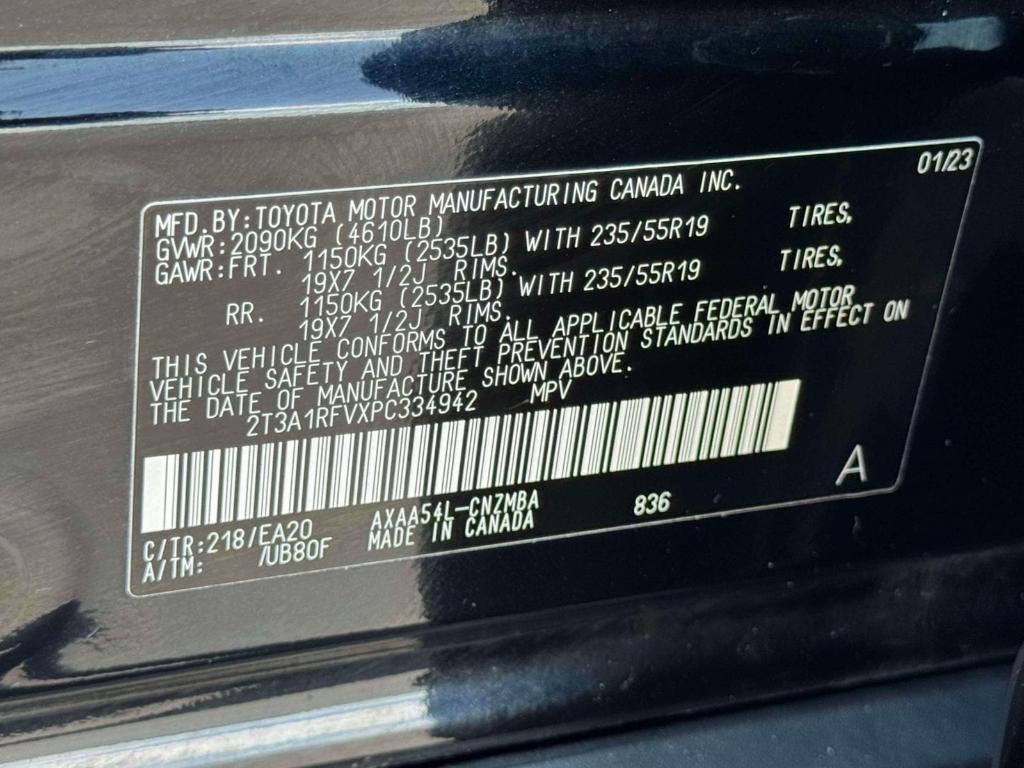 01/23
MFD.BY:TOYOTA MOTOR MANUFACTURING CANADA INC.
GVWR:2090KG (4610LB)
GAWR:FRT. 1150KG (2535LB) WITH 235/55R19 TIRES,
19X7 1/2J RIMS.
RR. 1150KG (2535LB) WITH 235/55R19 TIRES,
19X7 1/2J RIMS.
THIS VEHICLE CONFORMS TO ALL APPLICABLE FEDERAL MOTOR
VEHICLE SAFETY AND THEFT PREVENTION STANDARDS IN EFFECT ON
THE DATE OF MANUFACTURE SHOWN ABOVE.
2T3A1RFVXPC334942 MPV
A
C/TR:218/EA20 AXAA54L-CNZMBA 836
A/TM: /UB80F MADE IN CANADA